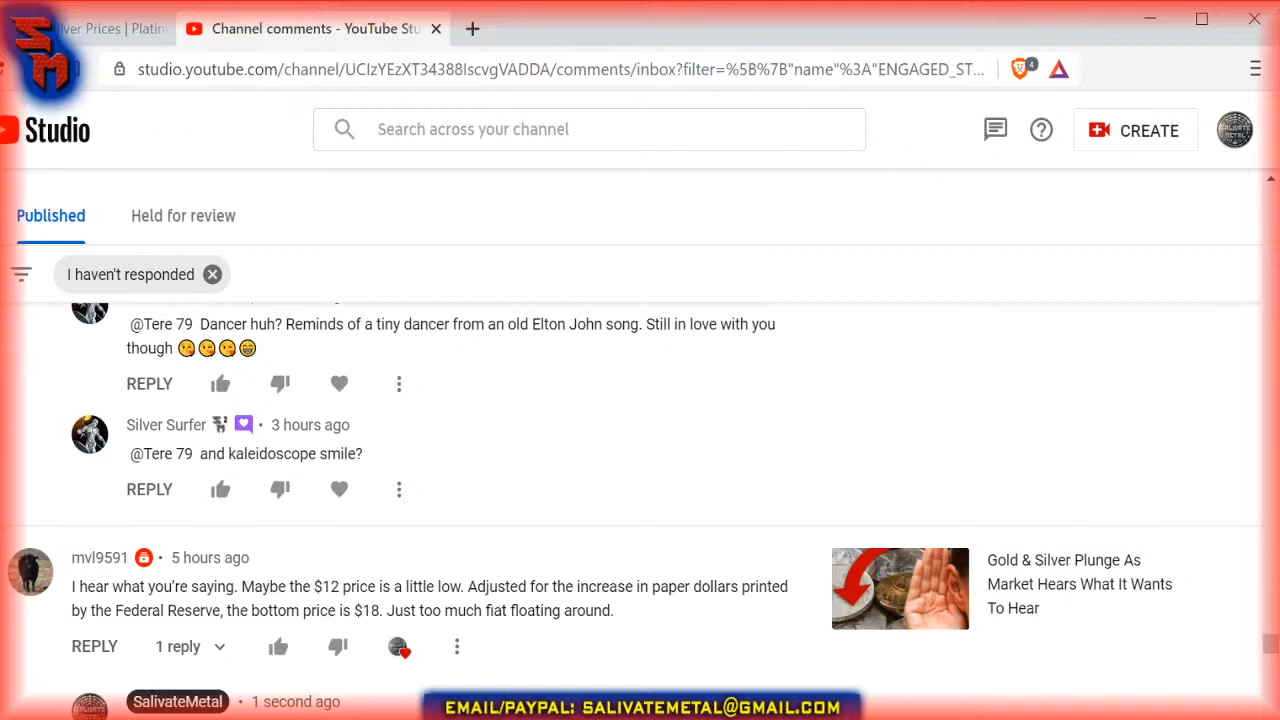 SM
lver Prices | Platin
Channel comments - YouTube Stu
studio.youtube.com/channel/UCIzYEzXT34388IscvgVADDA/comments/inbox?filter=%5B%7B"name"%3A"ENGAGED_ST...
4
Studio
Search across your channel
CREATE
Published
Held for review
I haven't responded
@Tere 79 Dancer huh? Reminds of a tiny dancer from an old Elton John song. Still in love with you
though 😘😘😘😁
REPLY
Silver Surfer • 3 hours ago
@Tere 79 and kaleidoscope smile?
REPLY
mvl9591 • 5 hours ago
I hear what you're saying. Maybe the $12 price is a little low. Adjusted for the increase in paper dollars printed
by the Federal Reserve, the bottom price is $18. Just too much fiat floating around.
Gold & Silver Plunge As
Market Hears What It Wants
To Hear
REPLY 1 reply
SalivateMetal • 1 second ago
EMAIL/PAYPAL: SALIVATEMETAL@GMAIL.COM